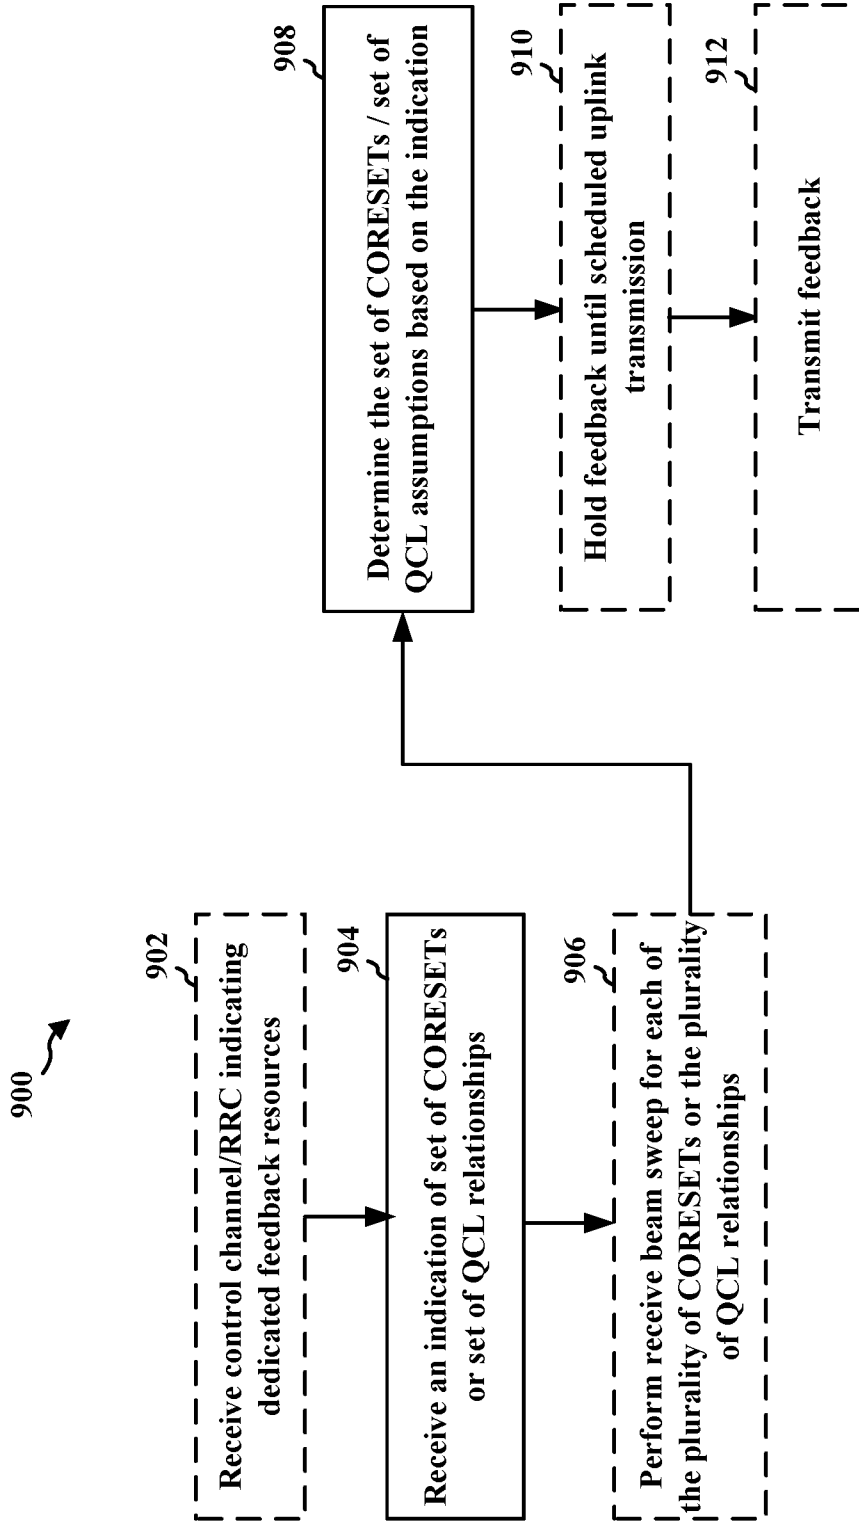 900
902
Receive control channel/RRC indicating
dedicated feedback resources
904
Receive an indication of set of CORESETs
or set of QCL relationships
906
Perform receive beam sweep for each of
the plurality of CORESETs or the plurality
of QCL relationships
908
Determine the set of CORESETs / set of
QCL assumptions based on the indication
910
Hold feedback until scheduled uplink
transmission
912
Transmit feedback